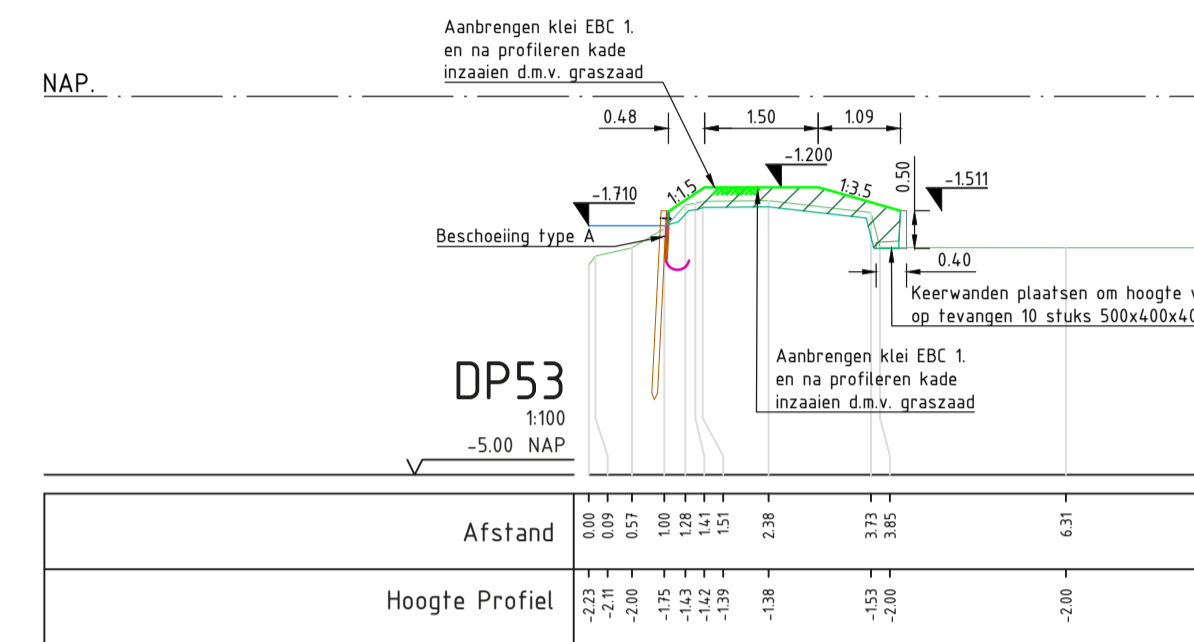 Aanbrengen klei EBC 1.
en na profileren kade
inzaaien d.m.v. graszaad
NAP.
0.48
1.50
1.09
-1.200
0.50
-1.511
1:1.5
1:3.5
-1.710
Beschoeiing type A
0.40
Keerwanden plaatsen om hoogte
op tevangen 10 stuks
Aanbrengen klei EBC 1.
en na profileren kade
inzaaien d.m.v. graszaad
DP53
1:100
-5.00 NAP
Afstand 0.00 0.09 0.57 1.00 1.28 1.41 1.51 2.38 3.73 3.85 6.31
Hoogte Profiel -2.23 -2.11 -2.00 -1.75 -1.43 -1.42 -1.39 -1.38 -1.53 -2.00 -2.00